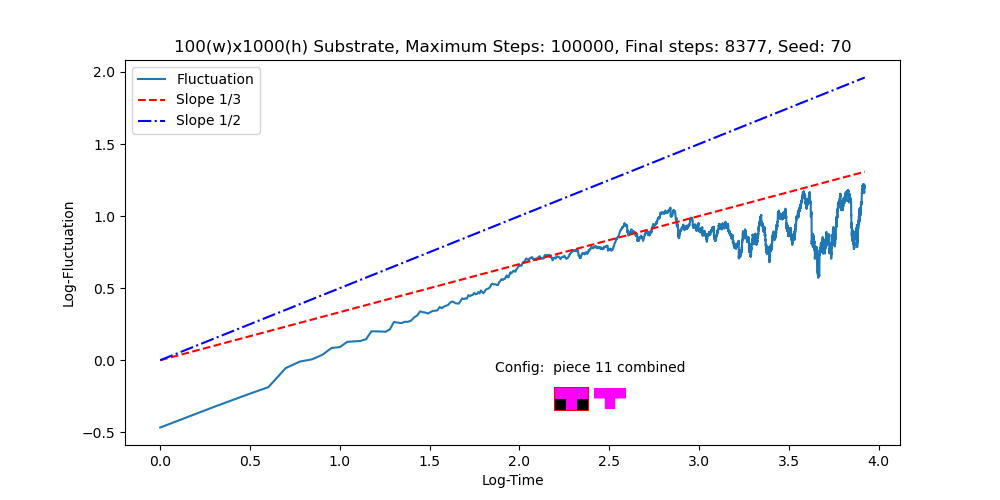 100(w)x1000(h) Substrate, Maximum Steps: 100000, Final steps: 8377, Seed: 70
Fluctuation
Slope 1/3
Slope 1/2
Log-Fluctuation
2.0
1.5
1.0
0.5
0.0
−0.5
Config:  piece 11 combined
0.0 0.5 1.0 1.5 2.0 2.5 3.0 3.5 4.0
Log-Time